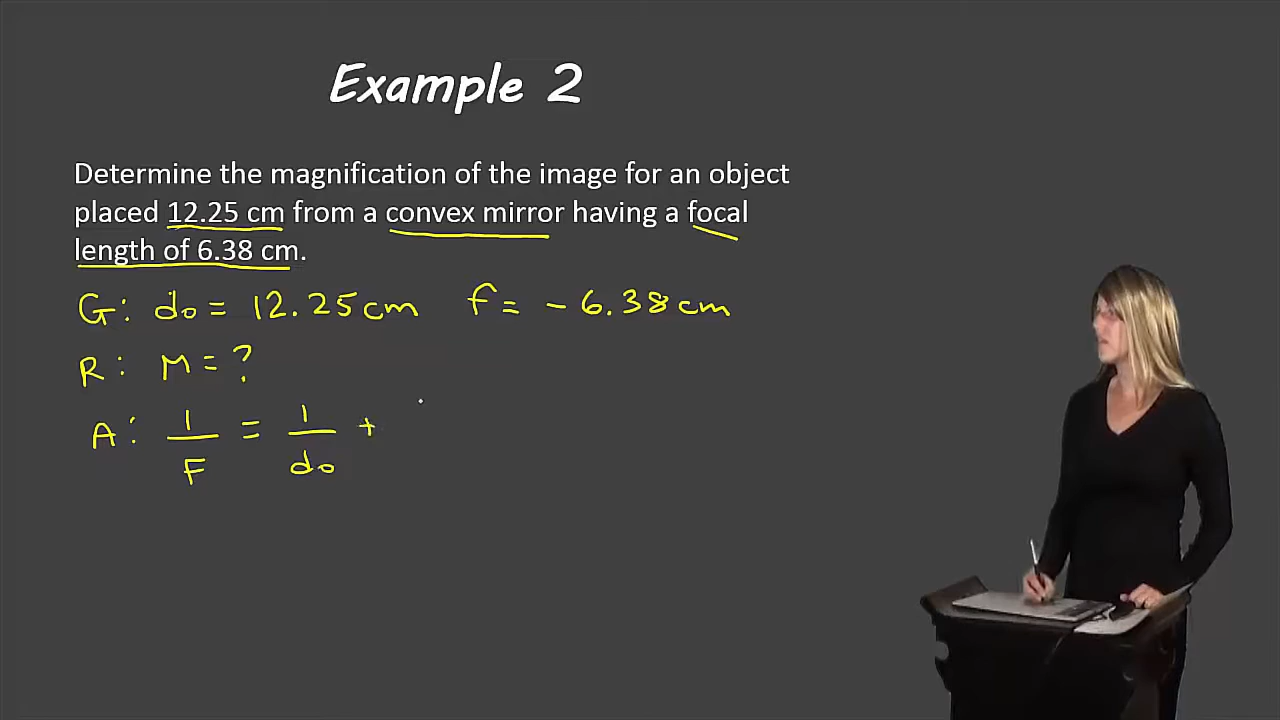 Example 2
Determine the magnification of the image for an object
placed 12.25 cm from a convex mirror having a focal
length of 6.38 cm.
G: do = 12.25 cm f = -6.38 cm
R: M = ?
A: 1/F = 1/do +